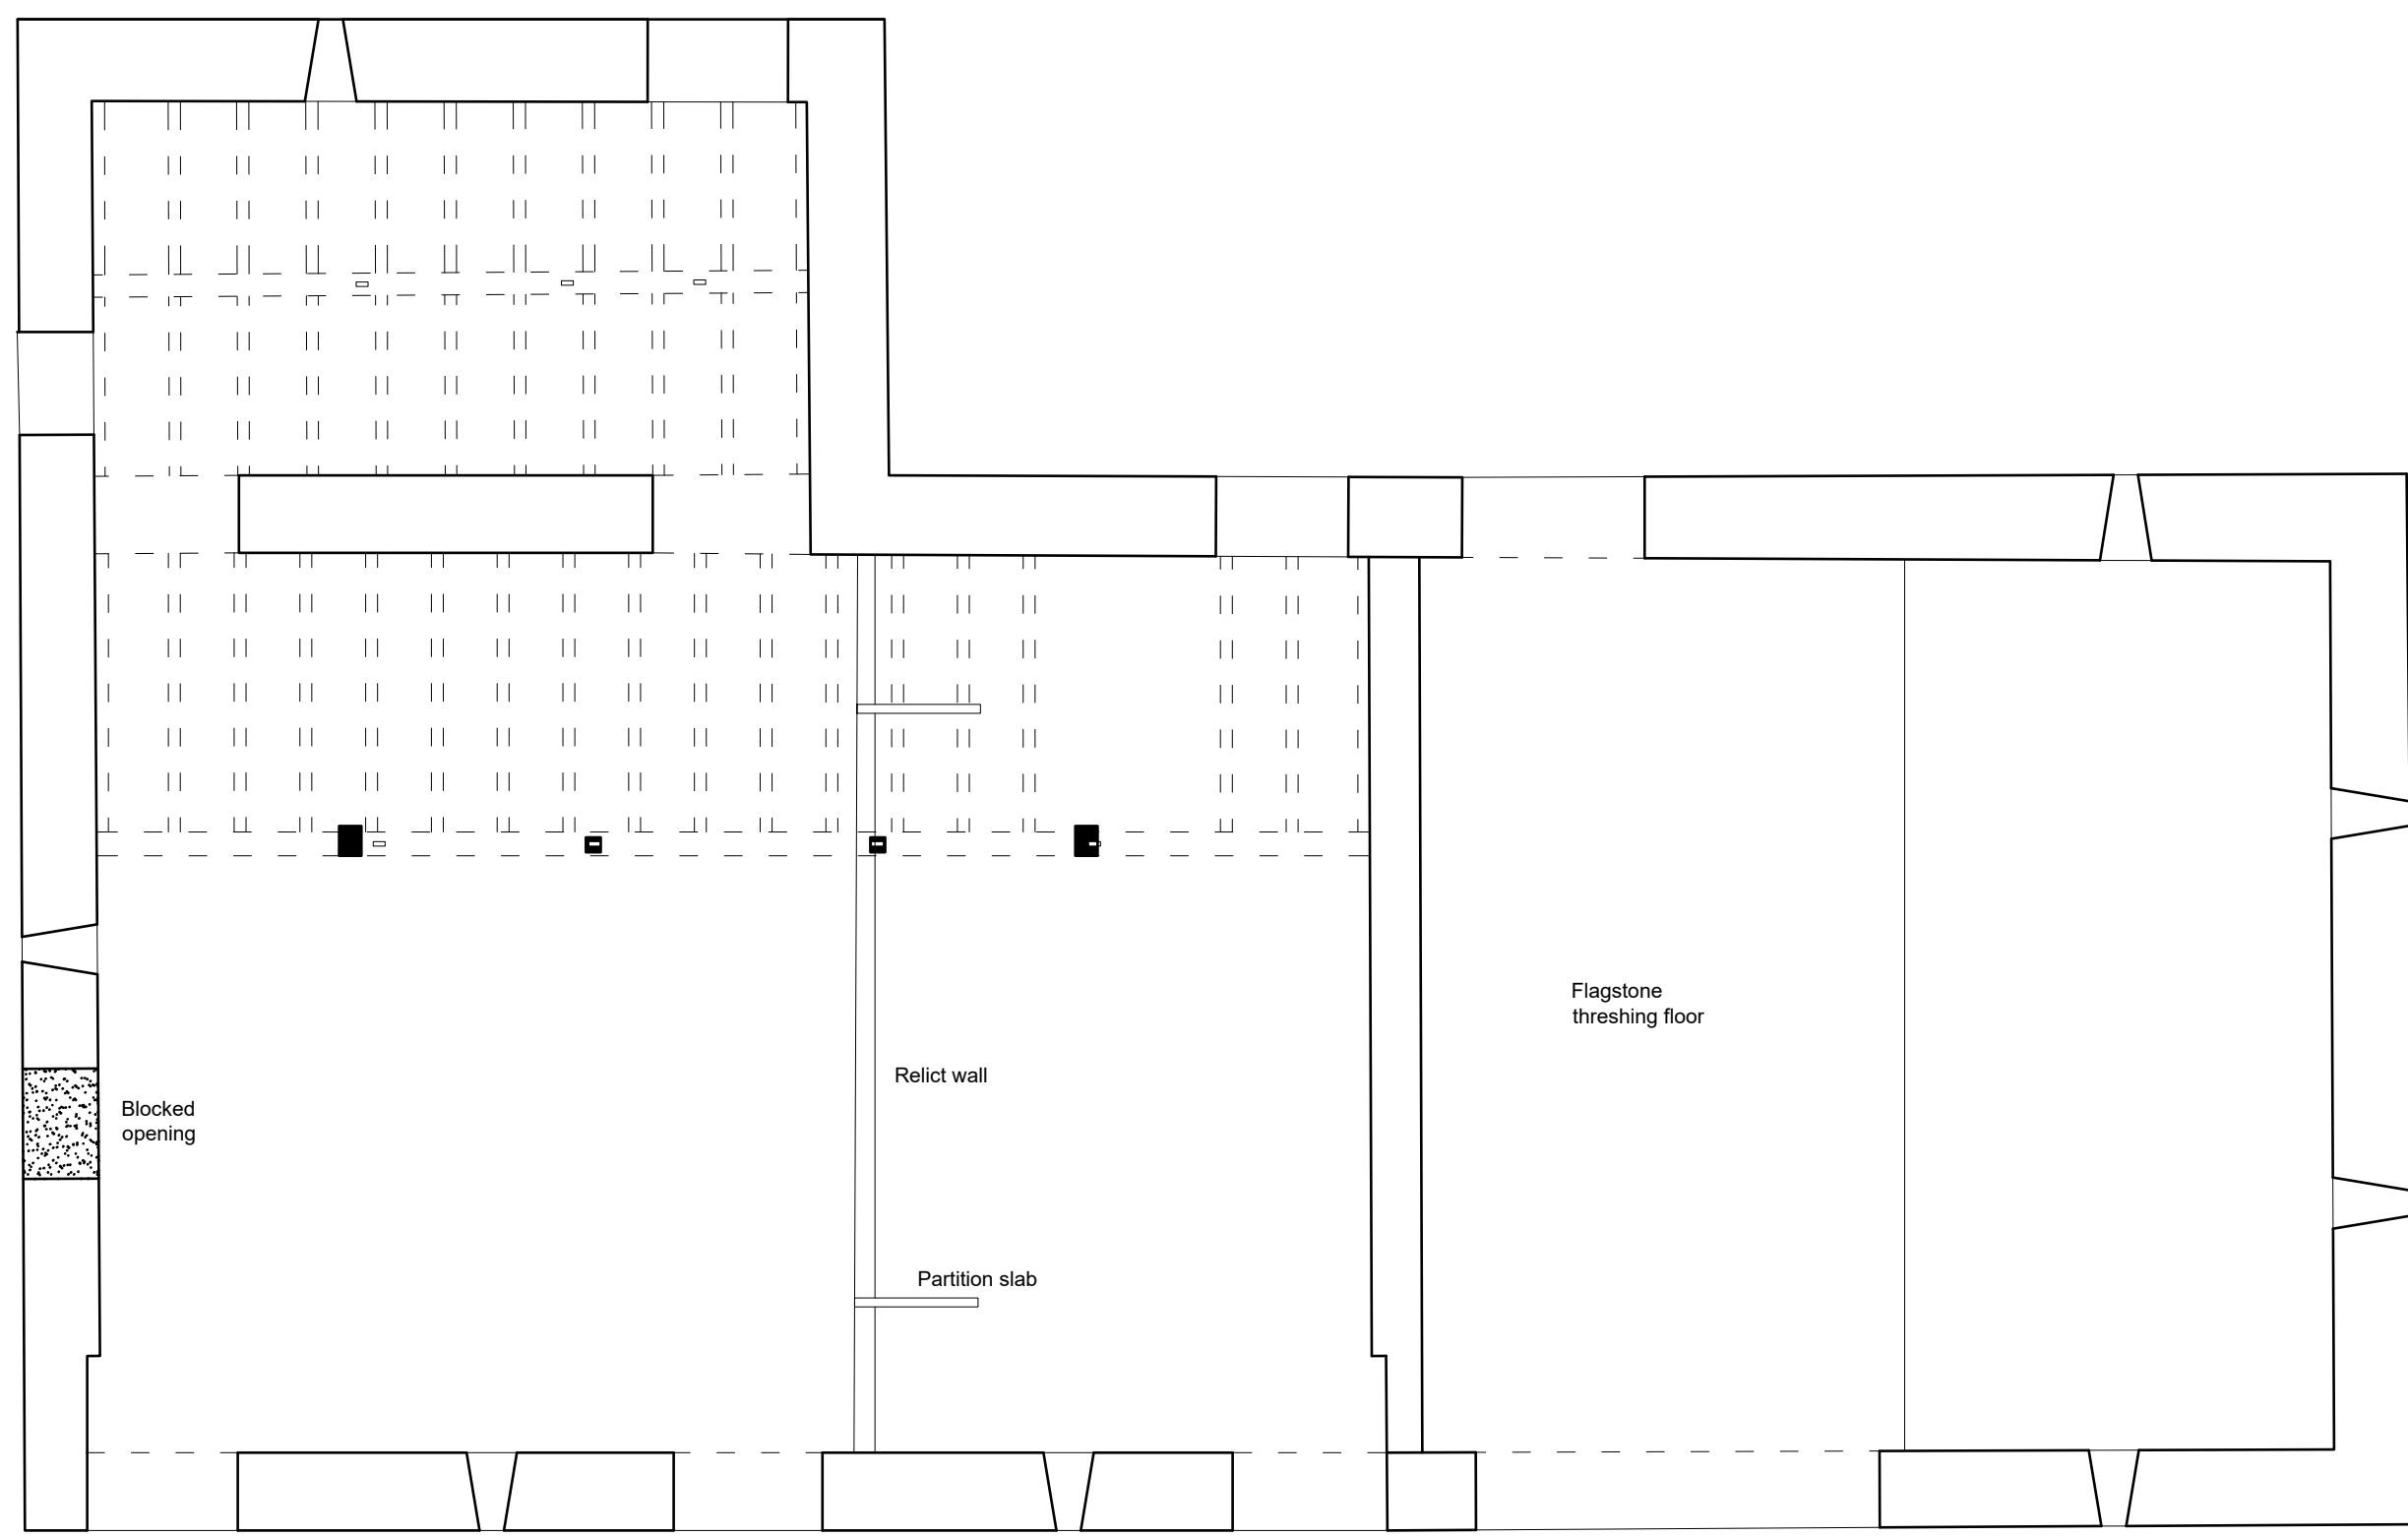 Flagstone
threshing floor
Relict wall
Blocked
opening
Partition slab